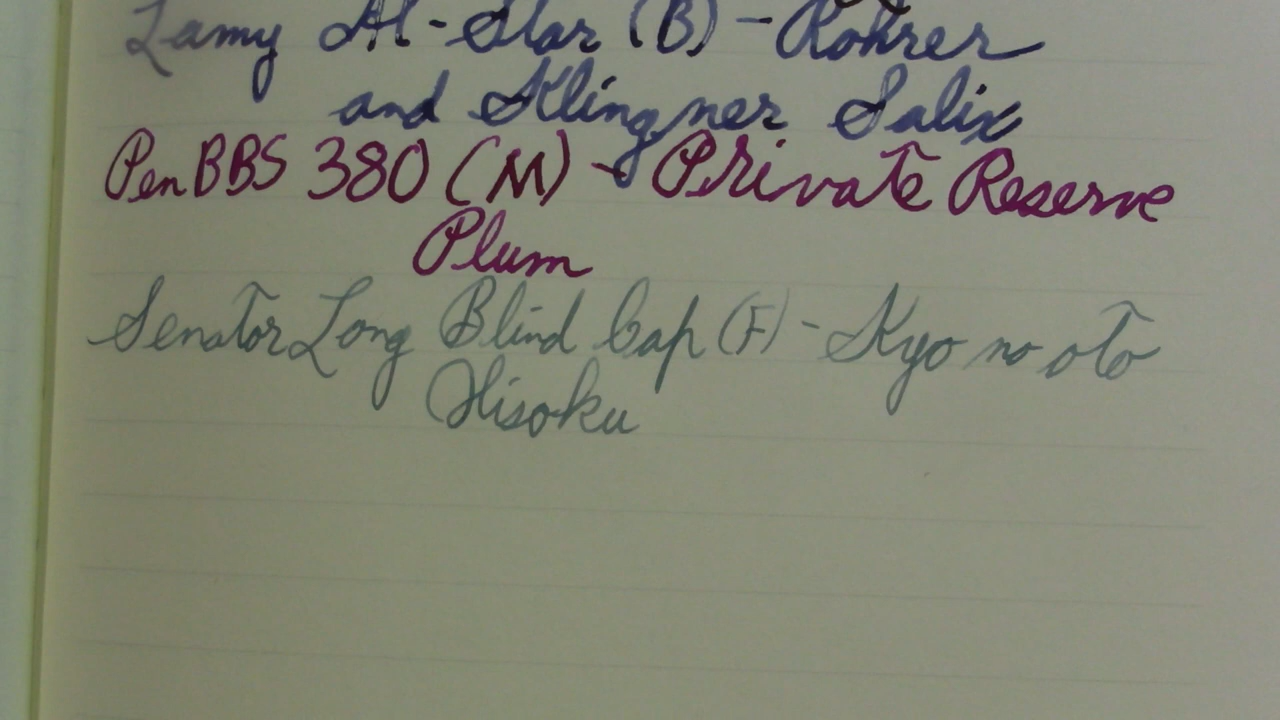 Lamy Al-Star (B) - Rohrer
and Klingner Salix
PenBBS 380 (M) - Private Reserve
Plum
Senator Long Blind Cap (F) - Kyo no oto
Hisoku